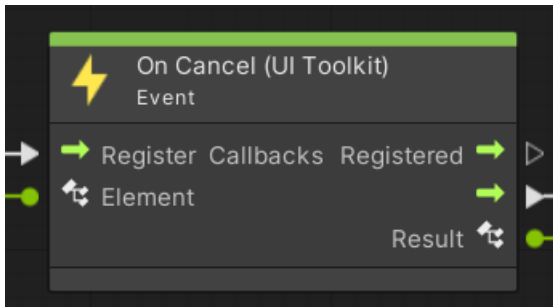 On Cancel (UI Toolkit)
Event
Register Callbacks Registered
Element
Result